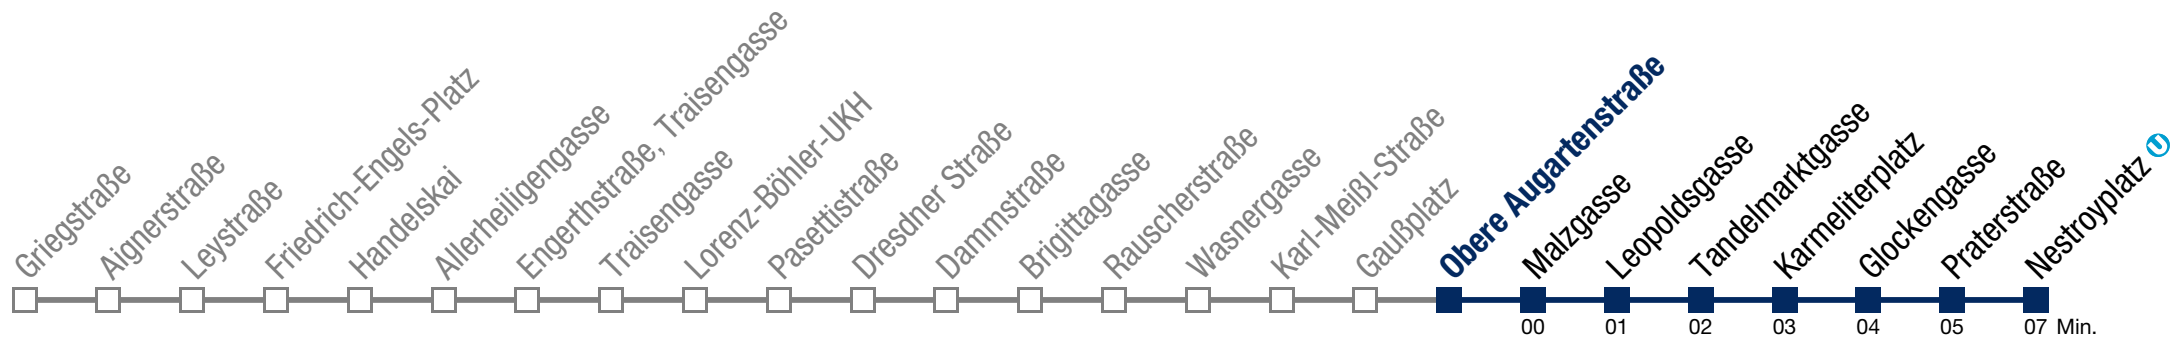 Griegstraße
Aignerstraße
Leystraße
Friedrich-Engels-Platz
Handelskai
Allerheiligengasse
Engerthstraße, Traisengasse
Traisengasse
Lorenz-Böhler-UKH
Pasettistraße
Dresdner Straße
Dammstraße
Brigittagasse
Rauscherstraße
Wasnergasse
Karl-Meißl-Straße
Gaußplatz
Obere Augartenstraße
Malzgasse
Leopoldsgasse
Tandelmarktgasse
Karmeliterplatz
Glockengasse
Praterstraße
Nestroyplatz U
00 01 02 03 04 05 07 Min.